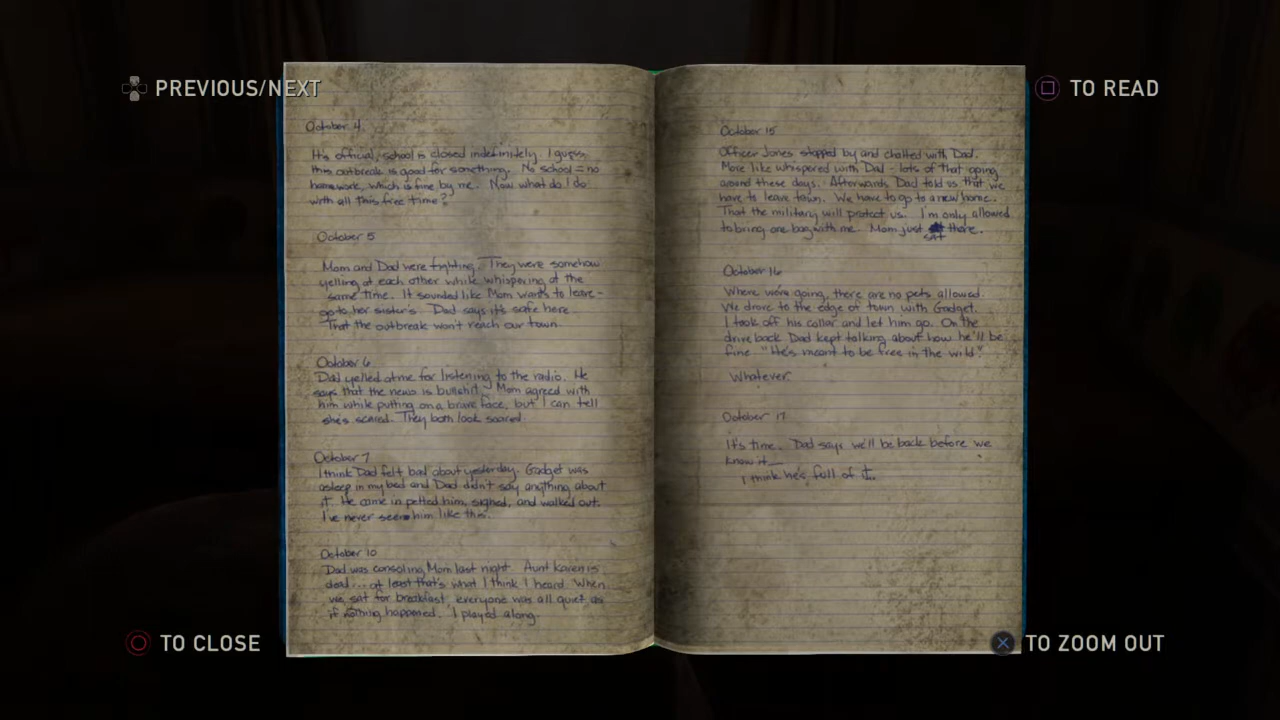 PREVIOUS/NEXT
TO READ
October 4.
It's official, school is closed indefinitely. I guess
this outbreak is good for something. No school = no
homework, which is fine by me. Now what do I do
with all this free time?
October 5
Mom and Dad were fighting. They were somehow
yelling at each other while whispering at the
same time. It sounded like Mom wants to leave -
go to her sister's. Dad says it's safe here.
That the outbreak won't reach our town.
October 6
Dad yelled at me for listening to the radio. He
says that the news is bullshit. Mom agreed with
him while putting on a brave face, but I can tell
she's scared. They both look scared.
October 7
I think Dad felt bad about yesterday. Gadget was
asleep in my bed and Dad didn't say anything about
it. He came in petted him, signed, and walked out.
I've never seen him like this.
October 10
Dad was consoling Mom last night. Aunt Karen is
dead... at least that's what I think I heard. When
we sat for breakfast, everyone was all quiet as
if nothing happened. I played along.
October 15
Officer Jones stopped by and chatted with Dad.
More like whispered with Dad - lots of that going
around these days. Afterwards Dad told us that we
have to leave town. We have to go to a new home.
That the military will protect us. I'm only allowed
to bring one bag with me. Mom just sat there.
October 16
Where we're going, there are no pets allowed.
We drove to the edge of town with Gadget.
I took off his collar and let him go. On the
drive back Dad kept talking about how he'll be
fine. "He's meant to be free in the wild."
Whatever.
October 17
It's time. Dad says we'll be back before we
know it
I think he's full of it...
TO CLOSE
TO ZOOM OUT